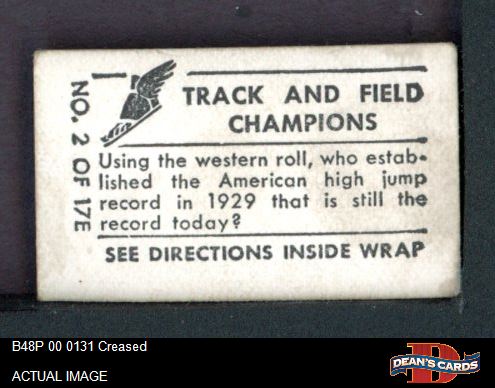 NO. 2 OF 17E
TRACK AND FIELD
CHAMPIONS
Using the western roll, who estab-
lished the American high jump
record in 1929 that is still the
record today?
SEE DIRECTIONS INSIDE WRAP
B48P 00 0131 Creased
ACTUAL IMAGE
D
DEAN'S CARDS